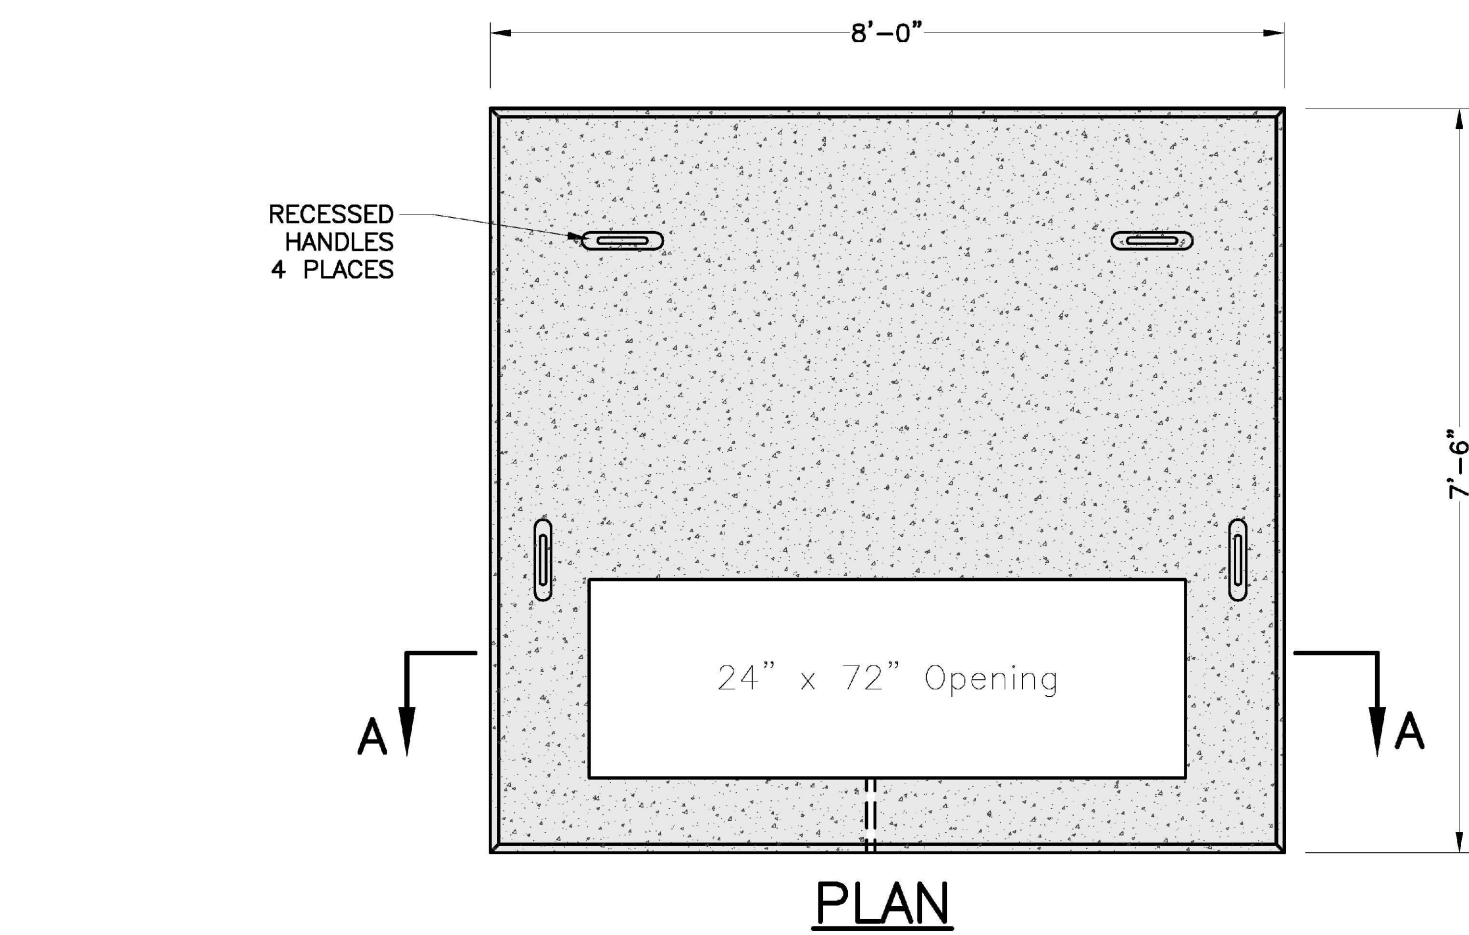 8'-0"
RECESSED
HANDLES
4 PLACES
7'-6"
24" x 72" Opening
A
A
PLAN